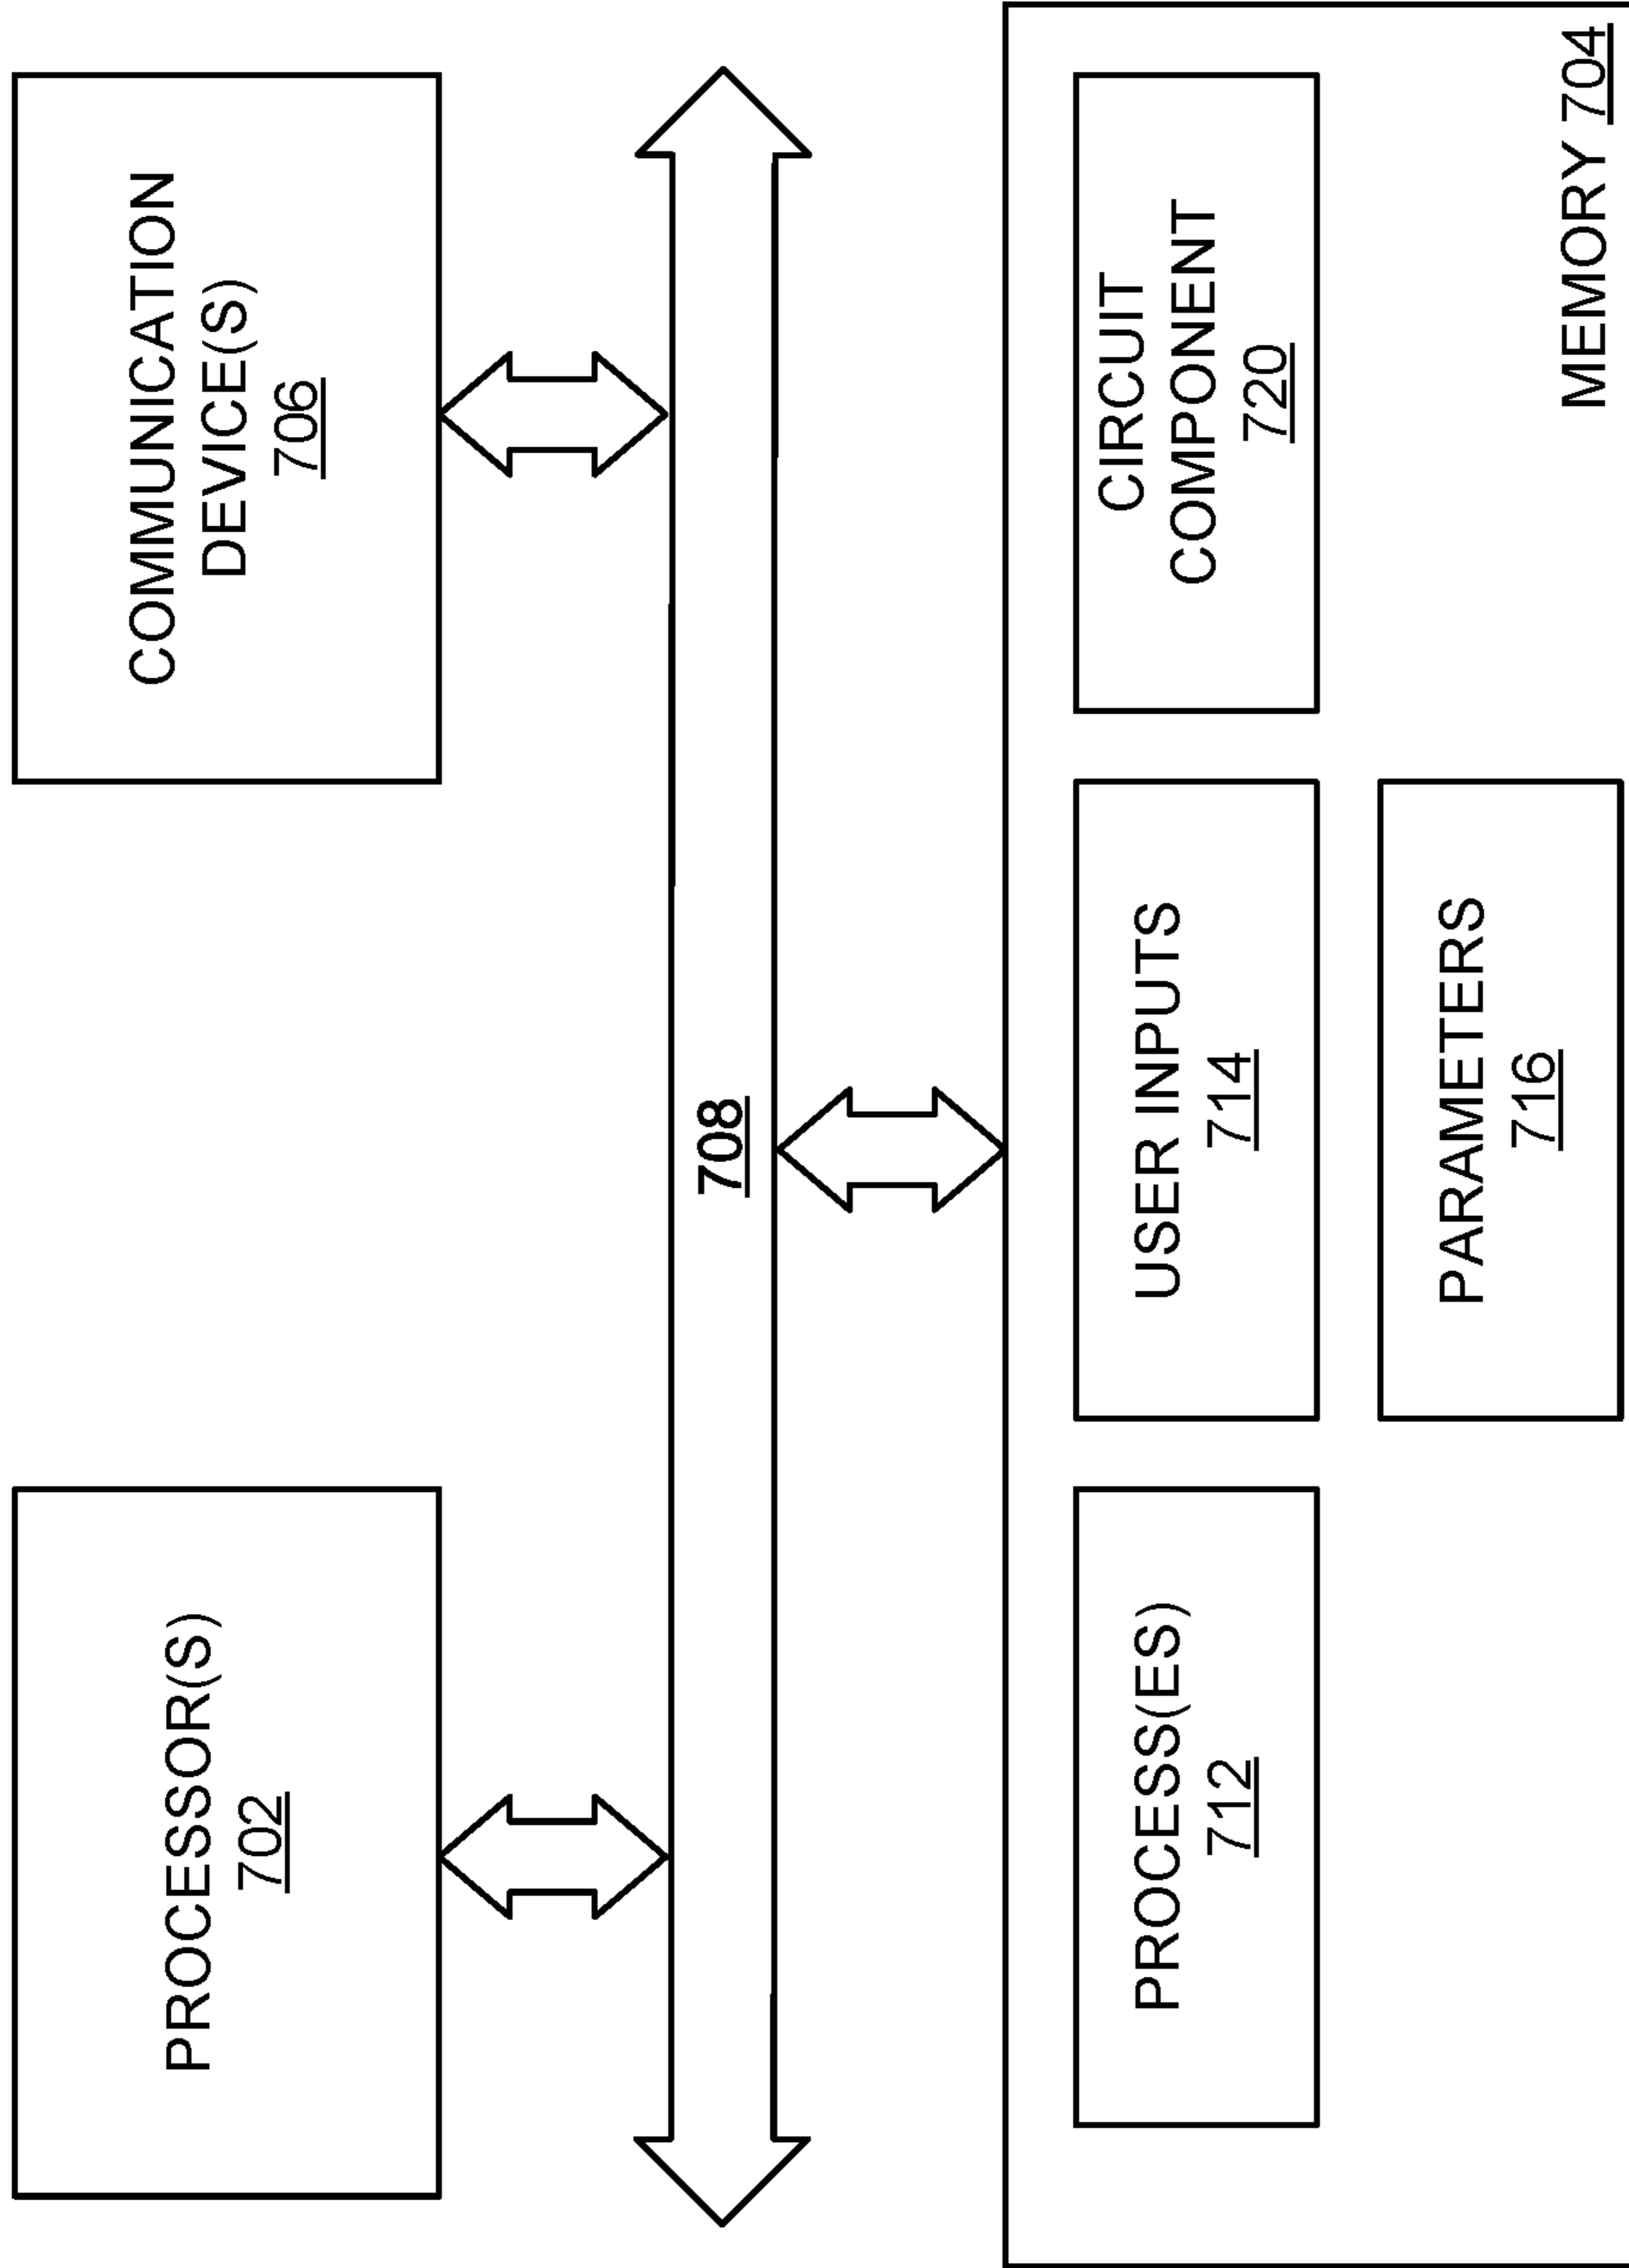 PROCESSOR(S)
702
COMMUNICATION
DEVICE(S)
706
708
PROCESS(ES)
712
USER INPUTS
714
CIRCUIT
COMPONENT
720
PARAMETERS
716
MEMORY 704